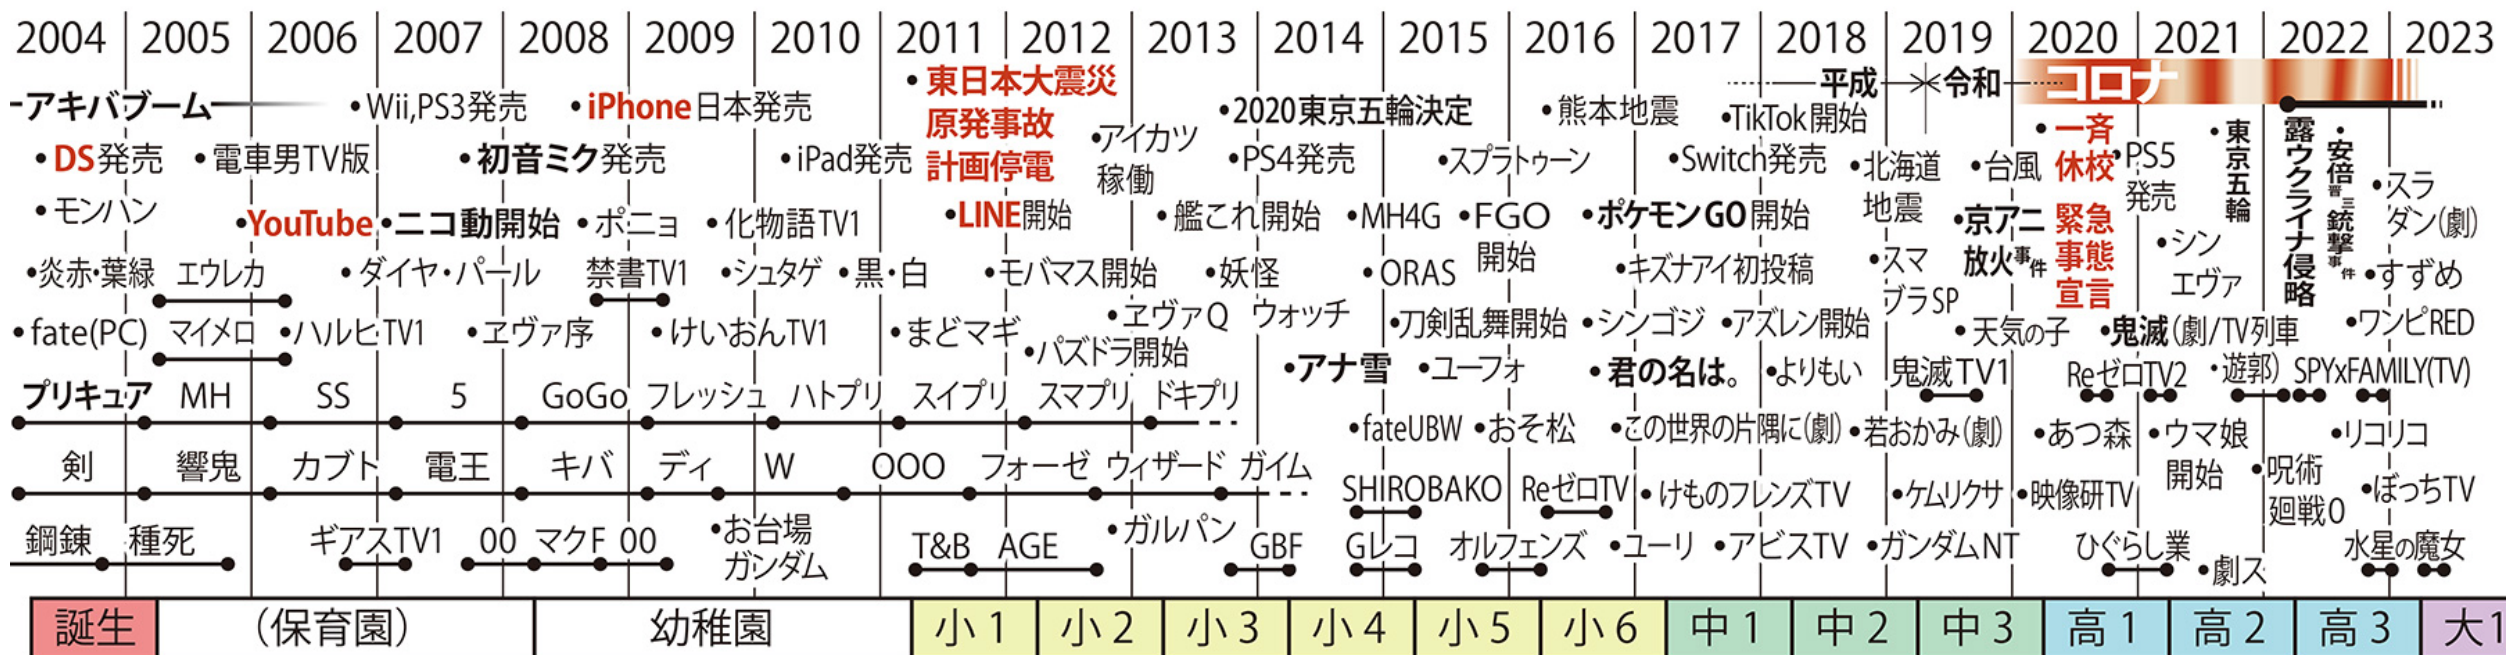 2004 2005 2006 2007 2008 2009 2010 2011 2012 2013 2014 2015 2016 2017 2018 2019 2020 2021 2022 2023
アキバブーム
•Wii,PS3発売
•iPhone日本発売
•東日本大震災
原発事故
計画停電
•2020東京五輪決定
•熊本地震
平成
令和
コロナ
•TikTok開始
•DS発売
•電車男TV版
•初音ミク発売
•iPad発売
•アイカツ
稼働
•PS4発売
•スプラトゥーン
•Switch発売
•北海道
地震
•台風
•一斉
休校
緊急
事態
宣言
•PS5
発売
•東京五輪
露ウクライナ侵略
•安倍晋三銃撃事件
•スラ
ダン(劇)
•モンハン
•YouTube
•ニコ動開始
•ポニョ
•化物語TV1
•LINE開始
•艦これ開始
•MH4G
•FGO
開始
•ポケモンGO開始
•京アニ
放火事件
•シン
エヴァ
•炎赤・葉緑
エウレカ
•ダイヤ・パール
禁書TV1
•シュタゲ
•黒・白
•モバマス開始
•妖怪
ウォッチ
•ORAS
•キズナアイ初投稿
•スマ
ブラSP
•すずめ
•fate(PC)
マイメロ
•ハルヒTV1
•ヱヴァ序
•けいおんTV1
•まどマギ
•ヱヴァQ
•パズドラ開始
•刀剣乱舞開始
•シンゴジ
•アズレン開始
•天気の子
•鬼滅(劇/TV列車
・遊郭)
•ワンピRED
プリキュア
MH
SS
5
GoGo
フレッシュ
ハトプリ
スイプリ
スマプリ
ドキプリ
•アナ雪
•ユーフォ
•君の名は。
•よりもい
鬼滅TV1
ReゼロTV2
SPYxFAMILY(TV)
•fateUBW
•おそ松
•この世界の片隅に(劇)
•若おかみ(劇)
•あつ森
•ウマ娘
開始
•リコリコ
剣
響鬼
カブト
電王
キバ
ディ
W
OOO
フォーゼ
ウィザード
ガイム
SHIROBAKO
ReゼロTV
•けものフレンズTV
•ケムリクサ
•映像研TV
•呪術
廻戦0
•ぼっちTV
鋼錬
種死
ギアスTV1
00
マクF
00
•お台場
ガンダム
T&B
AGE
•ガルパン
GBF
Gレコ
オルフェンズ
•ユーリ
•アビスTV
•ガンダムNT
ひぐらし業
•劇ス
水星の魔女
誕生
(保育園)
幼稚園
小1
小2
小3
小4
小5
小6
中1
中2
中3
高1
高2
高3
大1